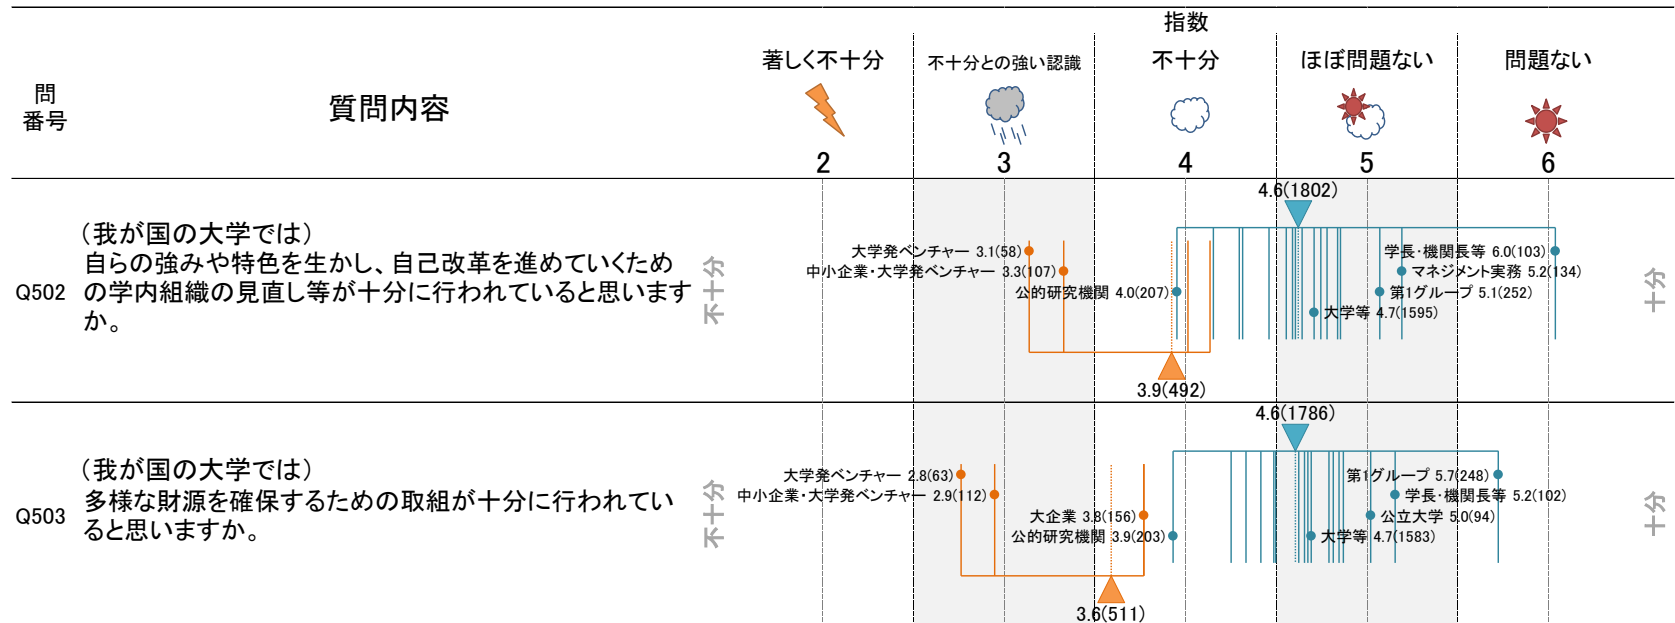 指数
著しく不十分
不十分との強い認識
不十分
ほぼ問題ない
問題ない
問
番号
質問内容
2
3
4
5
6
Q502
(我が国の大学では)
自らの強みや特色を生かし、自己改革を進めていくため
の学内組織の見直し等が十分に行われていると思います
か。
不十分
4.6(1802)
大学発ベンチャー 3.1(58)
中小企業・大学発ベンチャー 3.3(107)
公的研究機関 4.0(207)
学長・機関長等 6.0(103)
マネジメント実務 5.2(134)
第1グループ 5.1(252)
大学等 4.7(1595)
3.9(492)
十分
Q503
(我が国の大学では)
多様な財源を確保するための取組が十分に行われてい
ると思いますか。
不十分
4.6(1786)
大学発ベンチャー 2.8(63)
中小企業・大学発ベンチャー 2.9(112)
大企業 3.8(156)
公的研究機関 3.9(203)
第1グループ 5.7(248)
学長・機関長等 5.2(102)
公立大学 5.0(94)
大学等 4.7(1583)
3.6(511)
十分